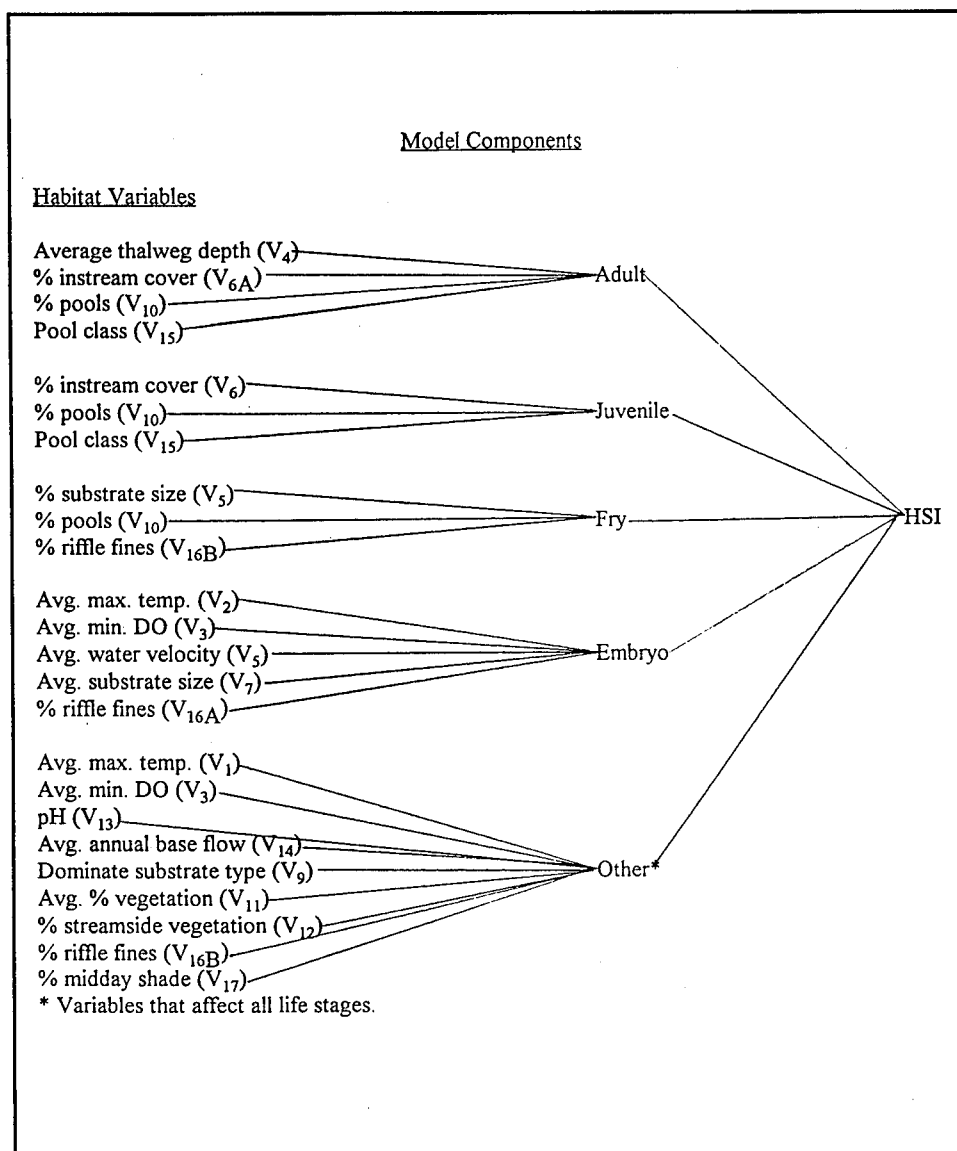 Model Components
Habitat Variables
Average thalweg depth (V4)
% instream cover (V6A)
% pools (V10)
Pool class (V15)
Adult
% instream cover (V6)
% pools (V10)
Pool class (V15)
Juvenile
% substrate size (V5)
% pools (V10)
% riffle fines (V16B)
Fry
HSI
Avg. max. temp. (V2)
Avg. min. DO (V3)
Avg. water velocity (V5)
Avg. substrate size (V7)
% riffle fines (V16A)
Embryo
Avg. max. temp. (V1)
Avg. min. DO (V3)
pH (V13)
Avg. annual base flow (V14)
Dominate substrate type (V9)
Avg. % vegetation (V11)
% streamside vegetation (V12)
% riffle fines (V16B)
% midday shade (V17)
Other*
* Variables that affect all life stages.